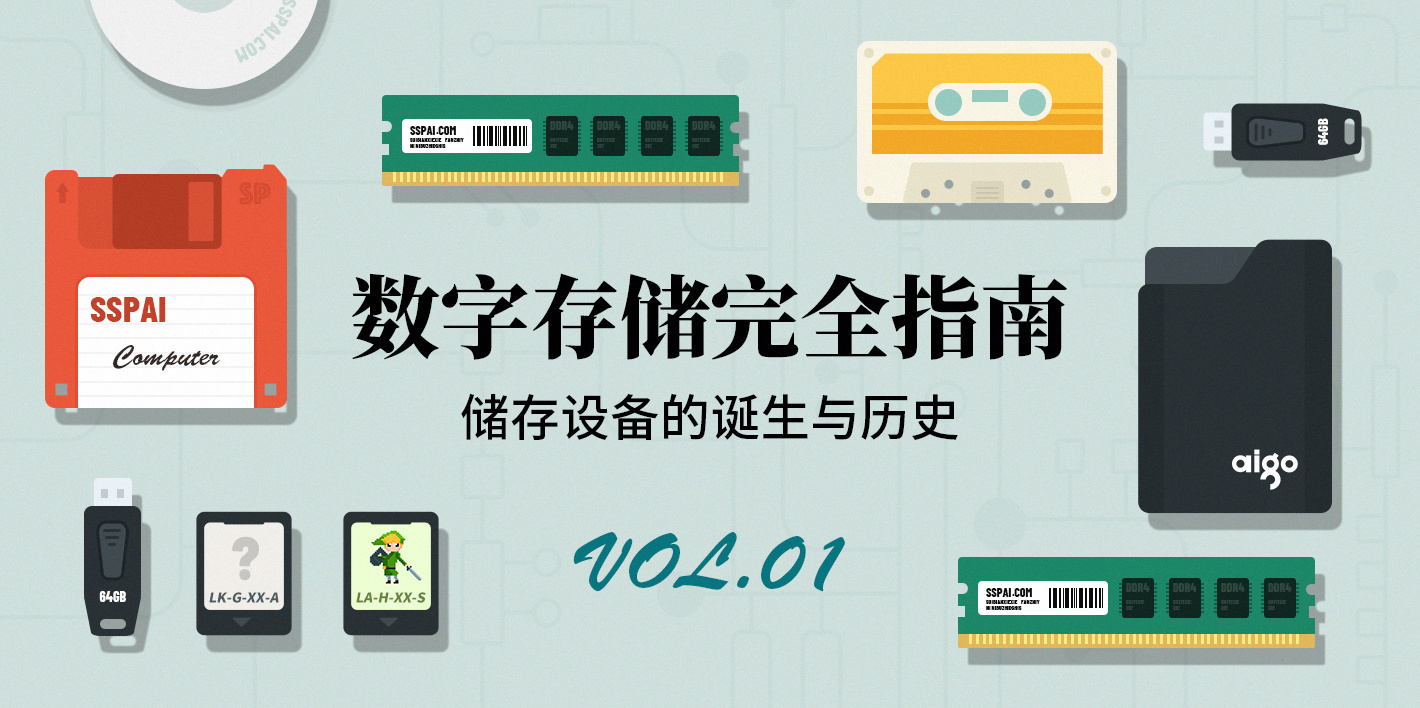 SSPAI.COM
SSPAI.COM
DDR4 DDR4 DDR4 DDR4
64GB
SP
SSPAI
Computer
数字存储完全指南
储存设备的诞生与历史
VOL.01
aigo
64GB
?
LK-G-XX-A
LA-H-XX-S
SSPAI.COM
DDR4 DDR4 DDR4 DDR4